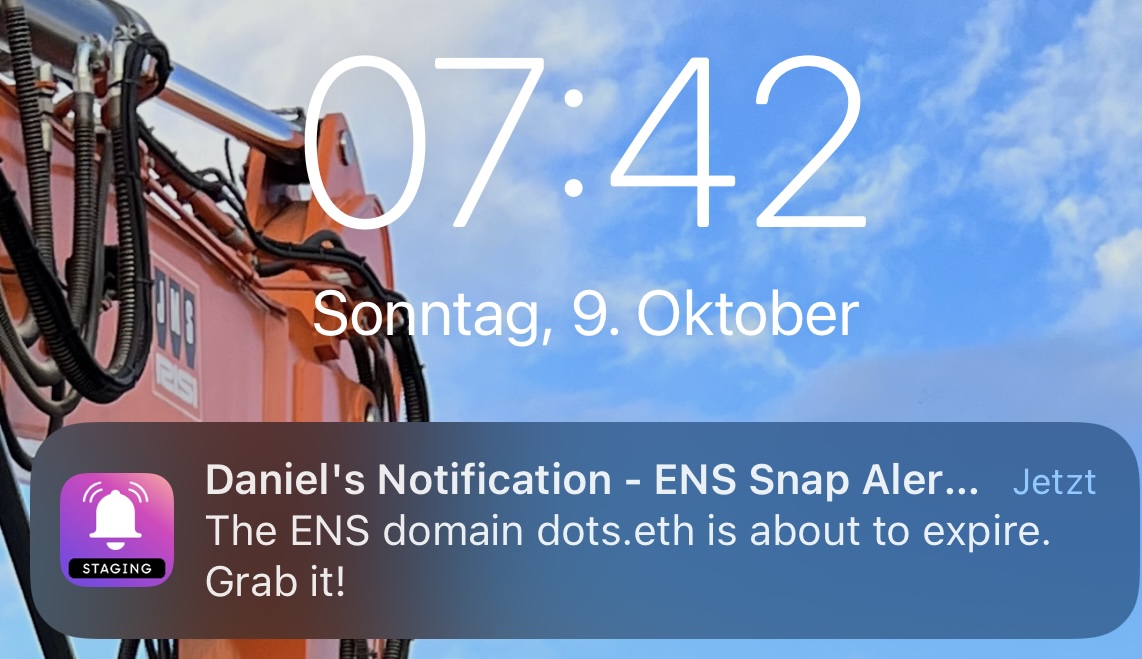 07:42
Sonntag, 9. Oktober
JNS
Daniel's Notification - ENS Snap Aler...
Jetzt
The ENS domain dots.eth is about to expire.
Grab it!
STAGING